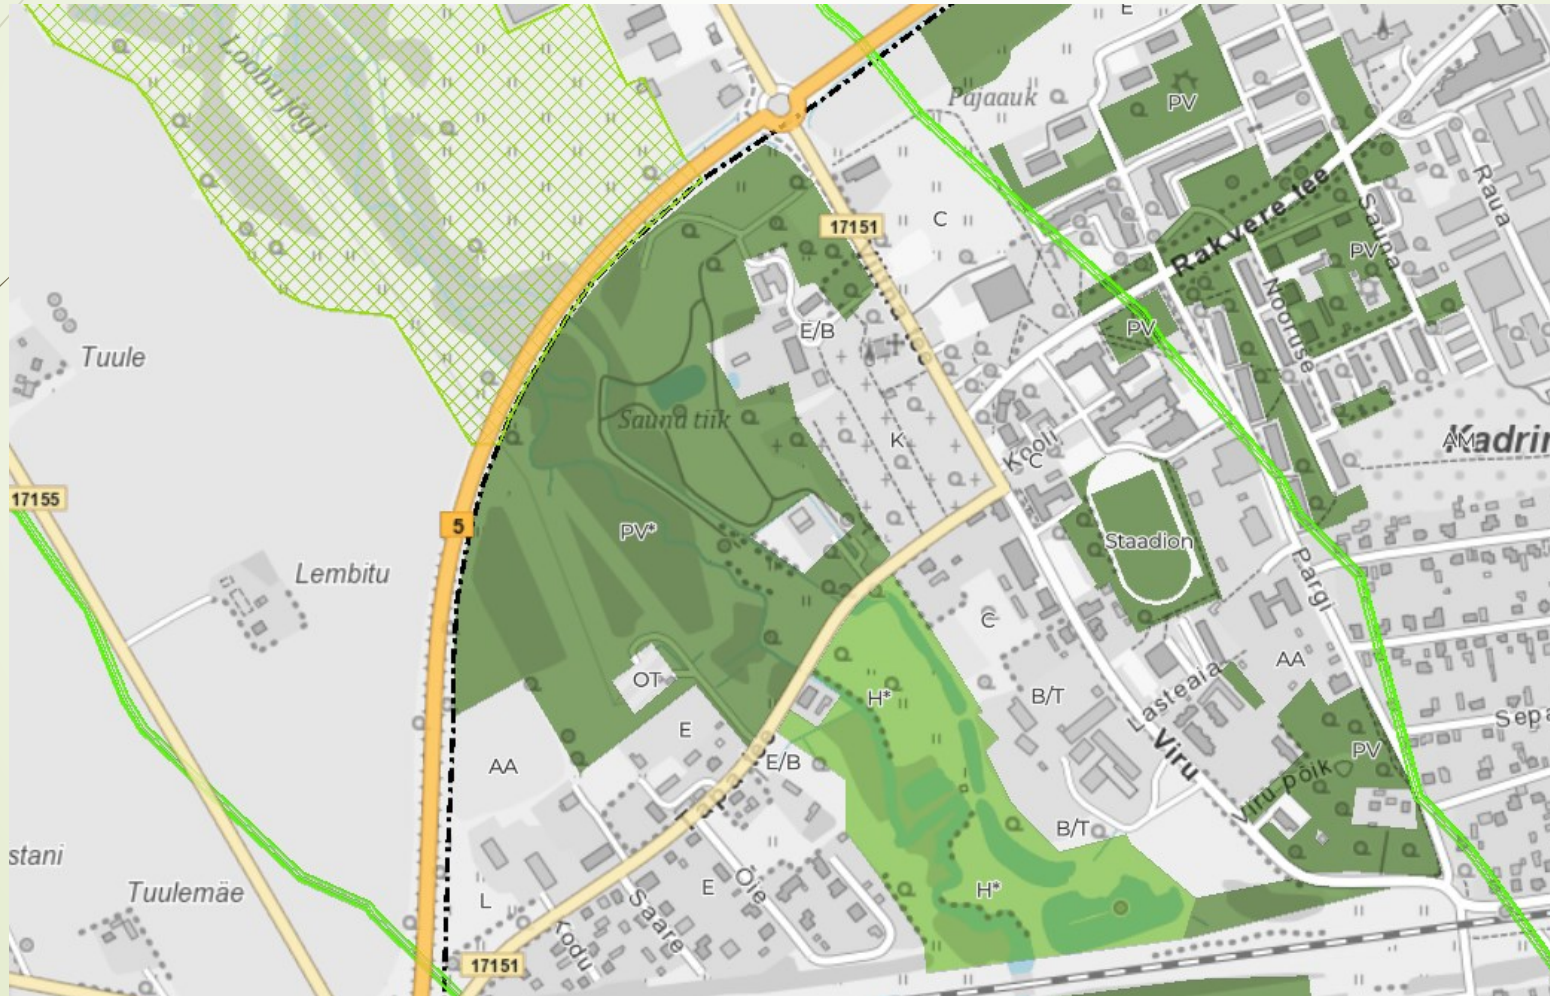 E
Loobu jõgi
Pajaauk
PV
Raua
Sauna
Rakvere tee
17151
C
PV
Nooruse
E/B
PV
Tuule
Sauna tiik
K
Kooli
C
AM
Kadrin
17155
5
PV*
Staadion
Lembitu
Pargi
C
AA
OT
H*
B/T
Lasteaia
Sepa
E
Viru
PV
E/B
AA
Viru põik
Tapa tee
B/T
stani
Tuulemäe
L
E
Õle
H*
Saare
Kodu
17151